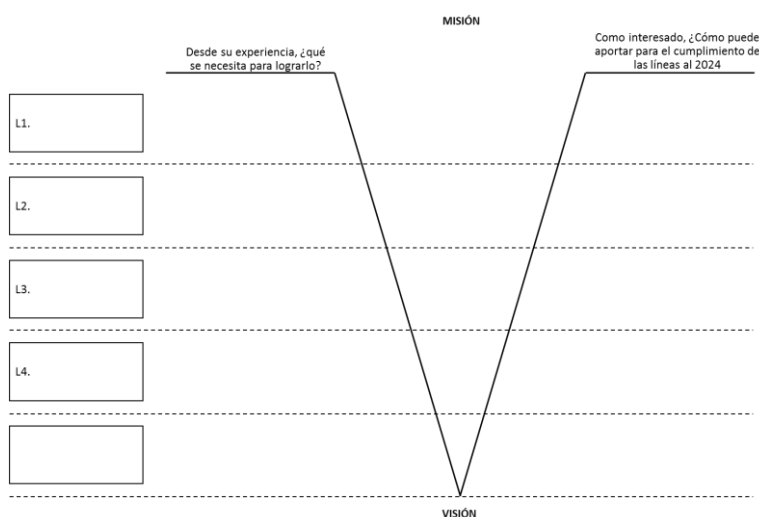 MISIÓN
Desde su experiencia, ¿qué
se necesita para lograrlo?
Como interesado, ¿Cómo puede
aportar para el cumplimiento de
las líneas al 2024
L1.
L2.
L3.
L4.
VISIÓN